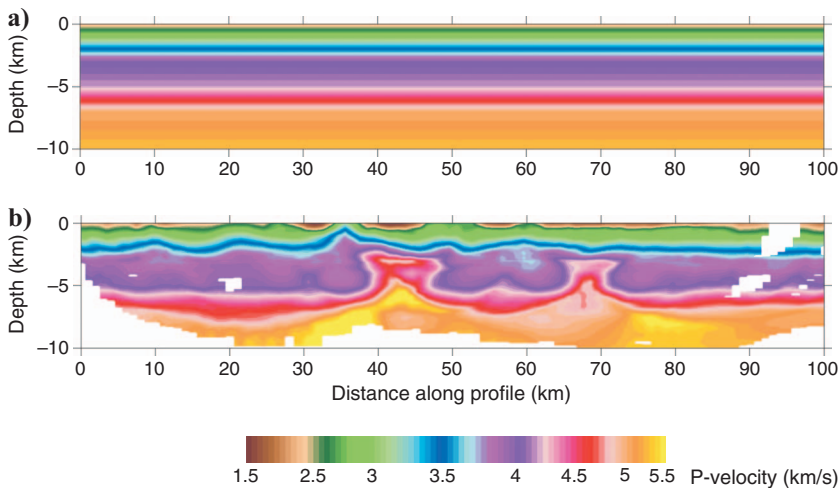 a)
0
Depth (km)
−5
−10
0 10 20 30 40 50 60 70 80 90 100
b)
0
Depth (km)
−5
−10
0 10 20 30 40 50 60 70 80 90 100
Distance along profile (km)
1.5 2.5 3 3.5 4 4.5 5 5.5 P-velocity (km/s)